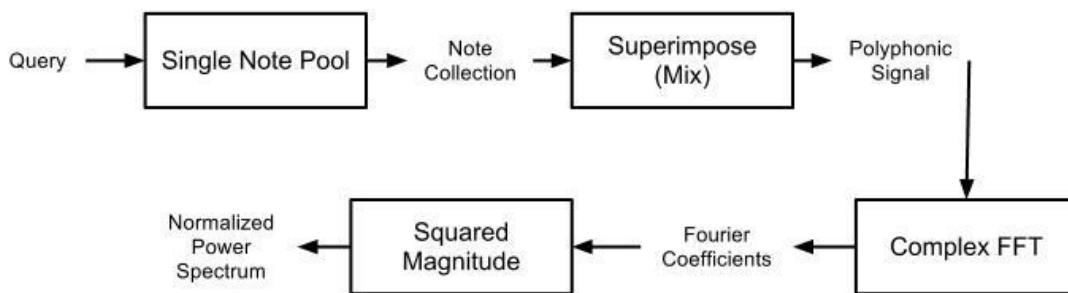 Query
Single Note Pool
Note
Collection
Superimpose
(Mix)
Polyphonic
Signal
Complex FFT
Fourier
Coefficients
Squared
Magnitude
Normalized
Power
Spectrum